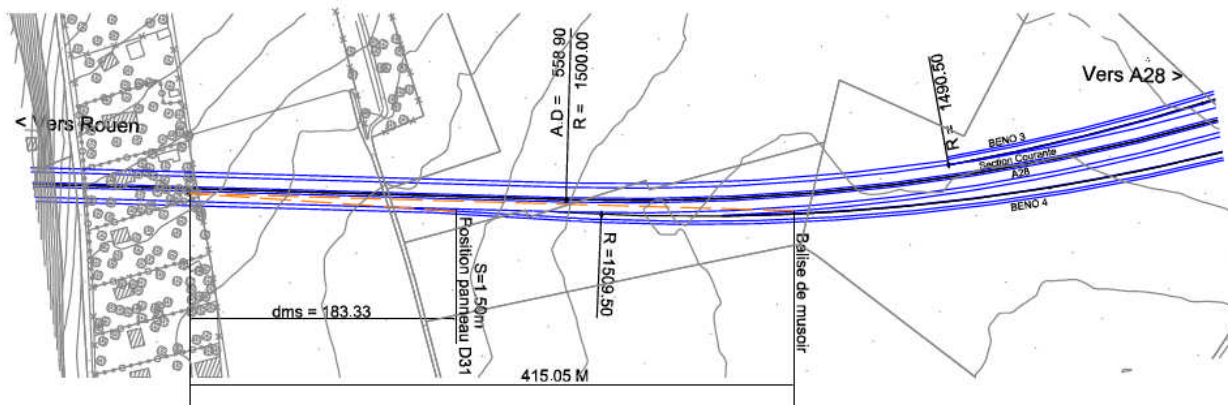 < Vers Rouen
A.D = 558.90
R = 1500.00
R = 1490.50
Vers A28 >
BENO 3
Section Courante
A28
BENO 4
S=1.50m
Position panneau D31
R =1509.50
Balise de musoir
dms = 183.33
415.05 M